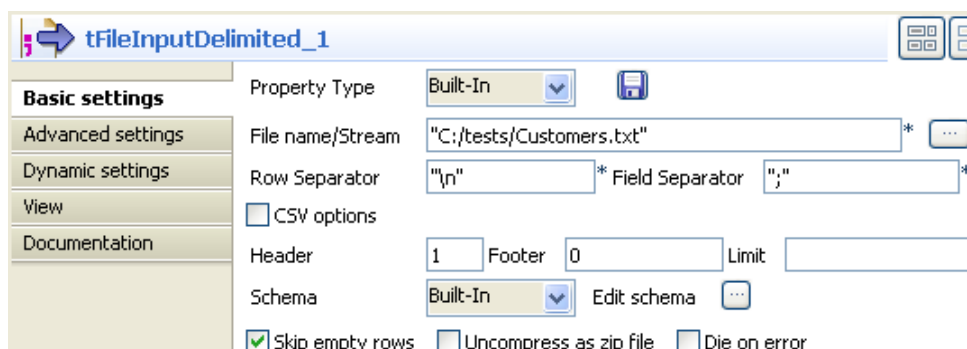 tFileInputDelimited_1
Basic settings
Advanced settings
Dynamic settings
View
Documentation
Property Type Built-In
File name/Stream "C:/tests/Customers.txt" * ...
Row Separator "\n" * Field Separator ";" *
CSV options
Header 1 Footer 0 Limit
Schema Built-In Edit schema ...
Skip empty rows Uncompress as zip file Die on error